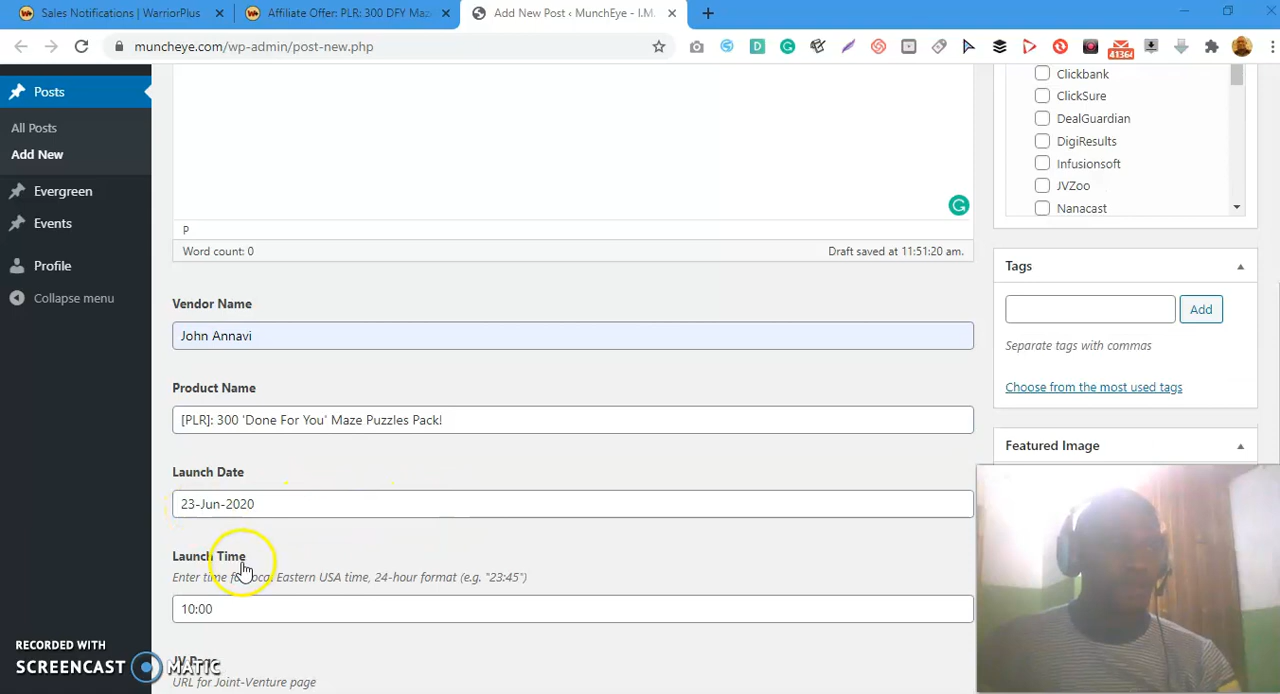 Sales Notifications | WarriorPlus
Affiliate Offer: PLR: 300 DFY Maz
Add New Post ‹ MunchEye - I.M.
muncheye.com/wp-admin/post-new.php
41364
Posts
All Posts
Add New
Evergreen
Events
Profile
Collapse menu
P
Word count: 0
Draft saved at 11:51:20 am.
Vendor Name
John Annavi
Product Name
[PLR]: 300 'Done For You' Maze Puzzles Pack!
Launch Date
23-Jun-2020
Launch Time
Enter time for local Eastern USA time, 24-hour format (e.g. "23:45")
10:00
JV Page
URL for Joint-Venture page
Clickbank
ClickSure
DealGuardian
DigiResults
Infusionsoft
JVZoo
Nanacast
Tags
Add
Separate tags with commas
Choose from the most used tags
Featured Image
RECORDED WITH
SCREENCAST MATIC